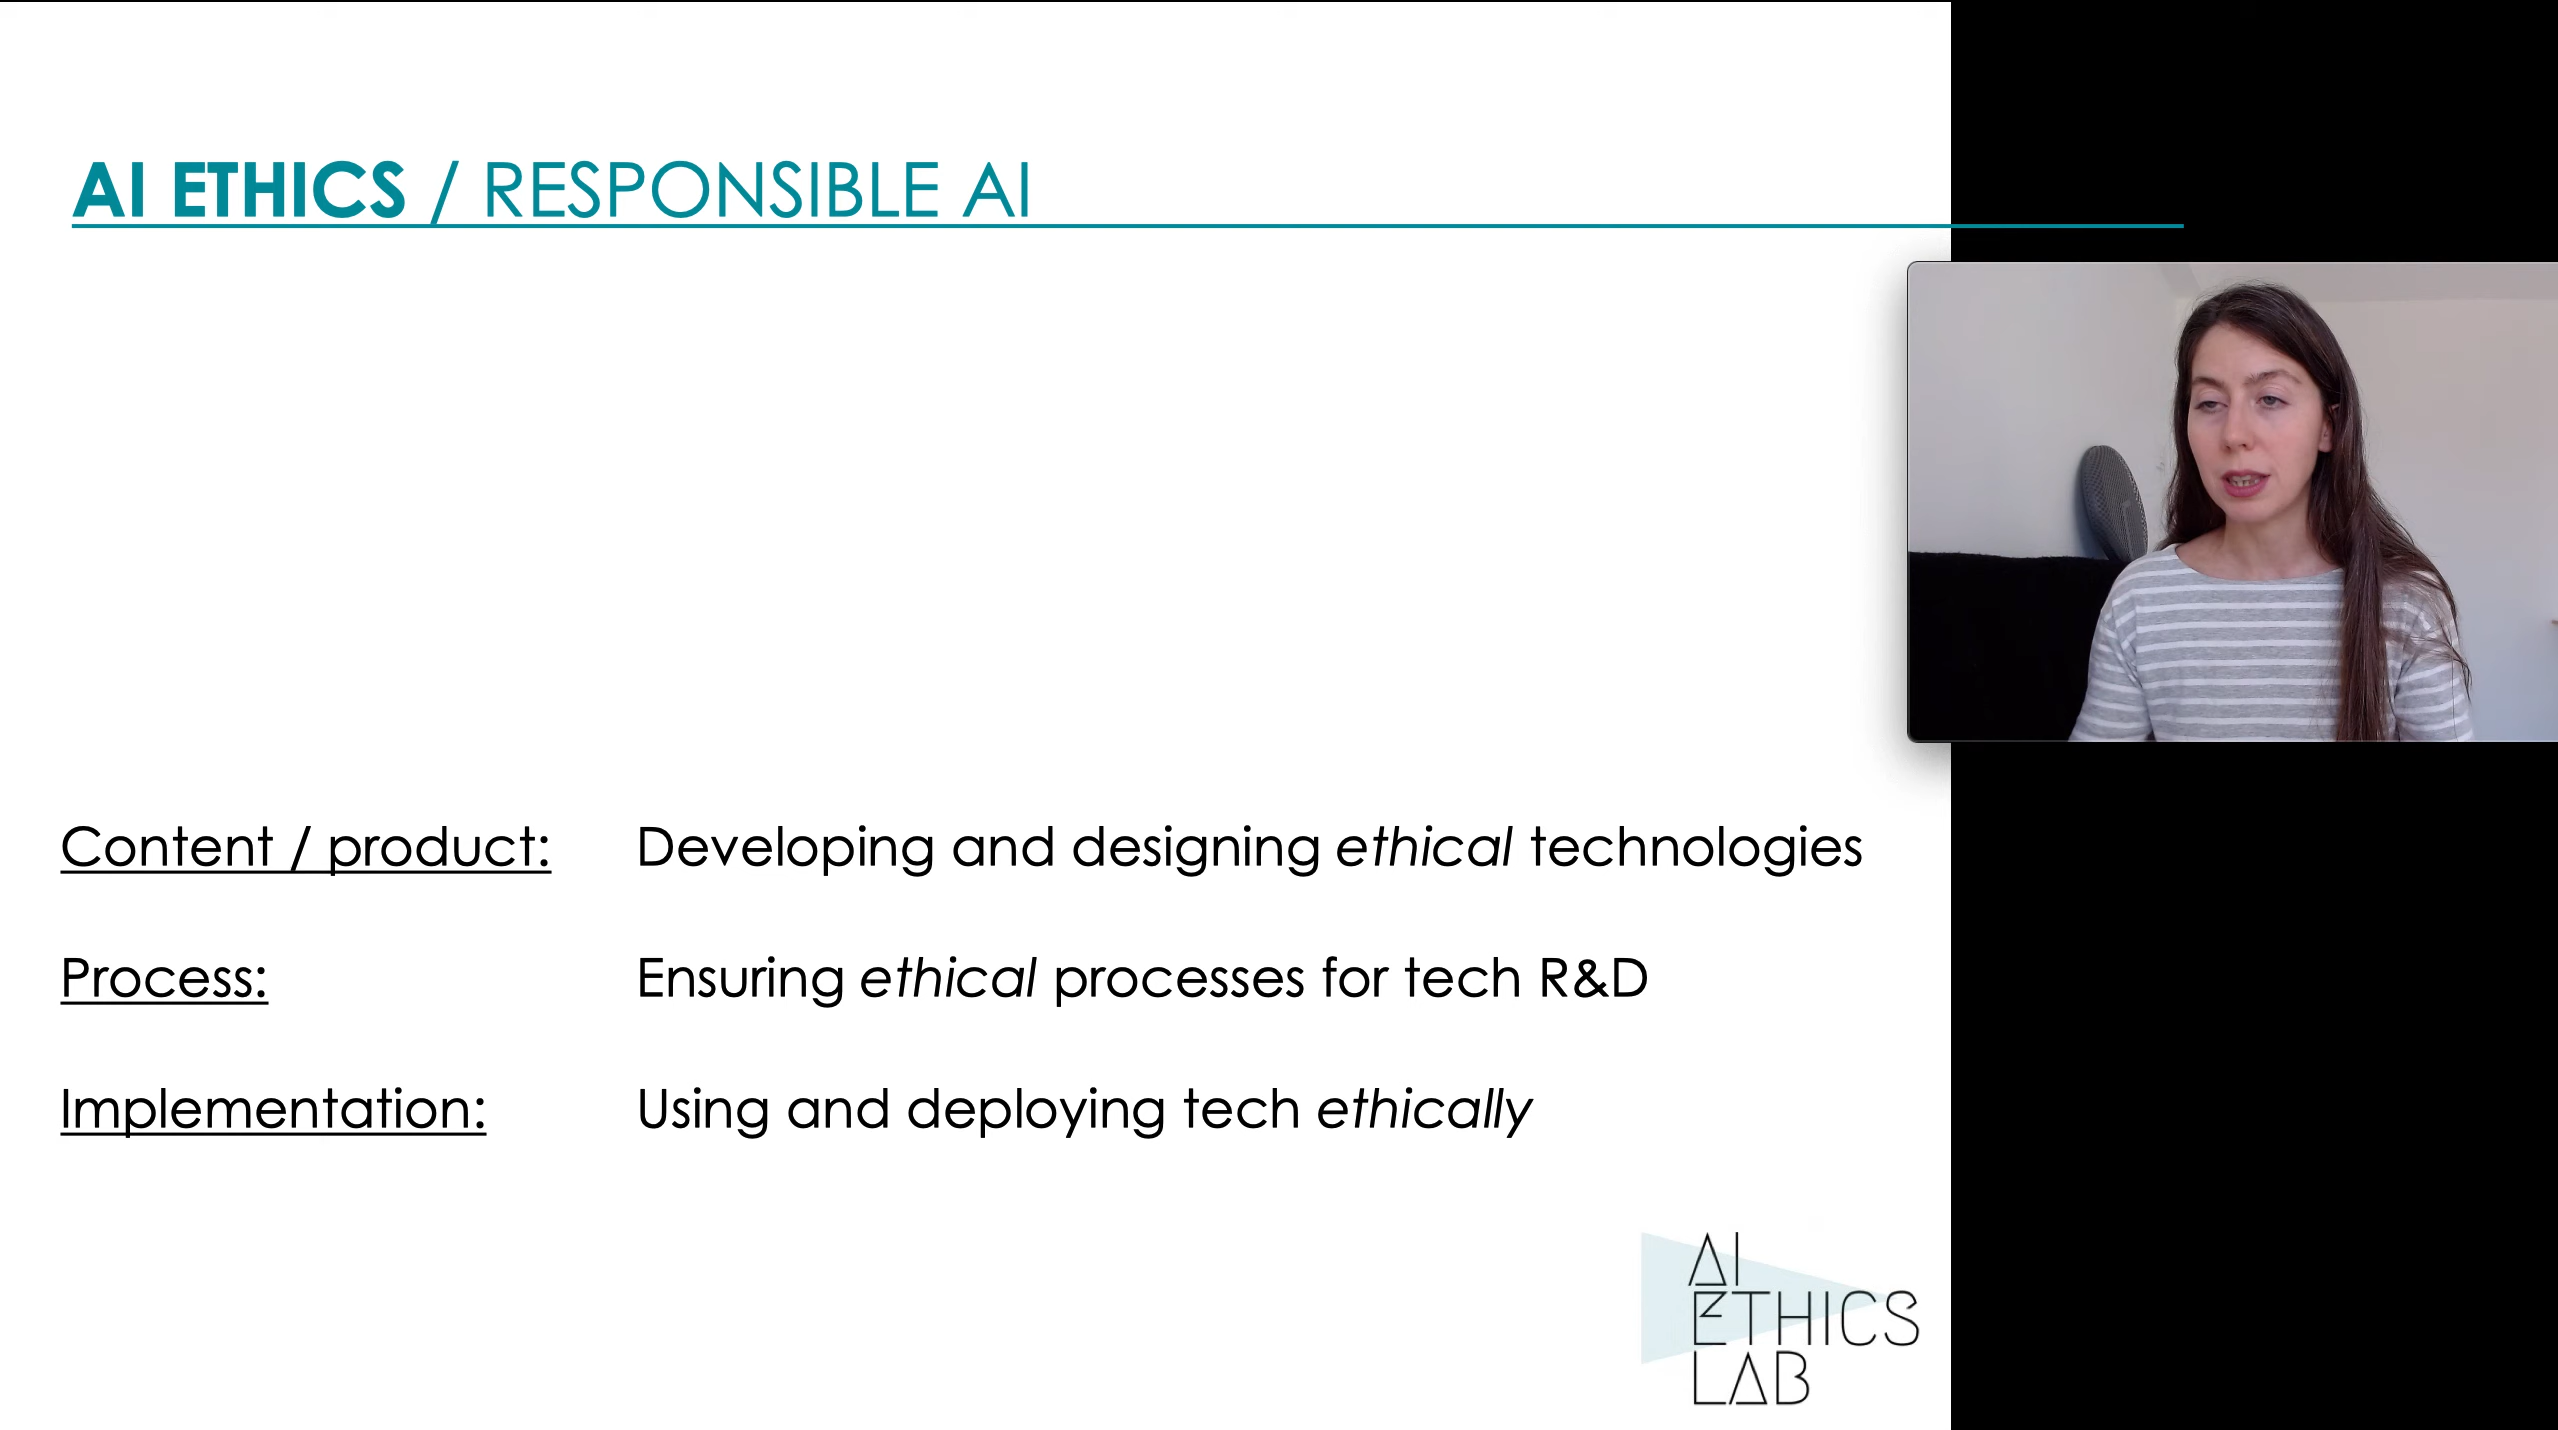 AI ETHICS / RESPONSIBLE AI
Content / product: Developing and designing ethical technologies
Process: Ensuring ethical processes for tech R&D
Implementation: Using and deploying tech ethically
AI
ETHICS
LAB